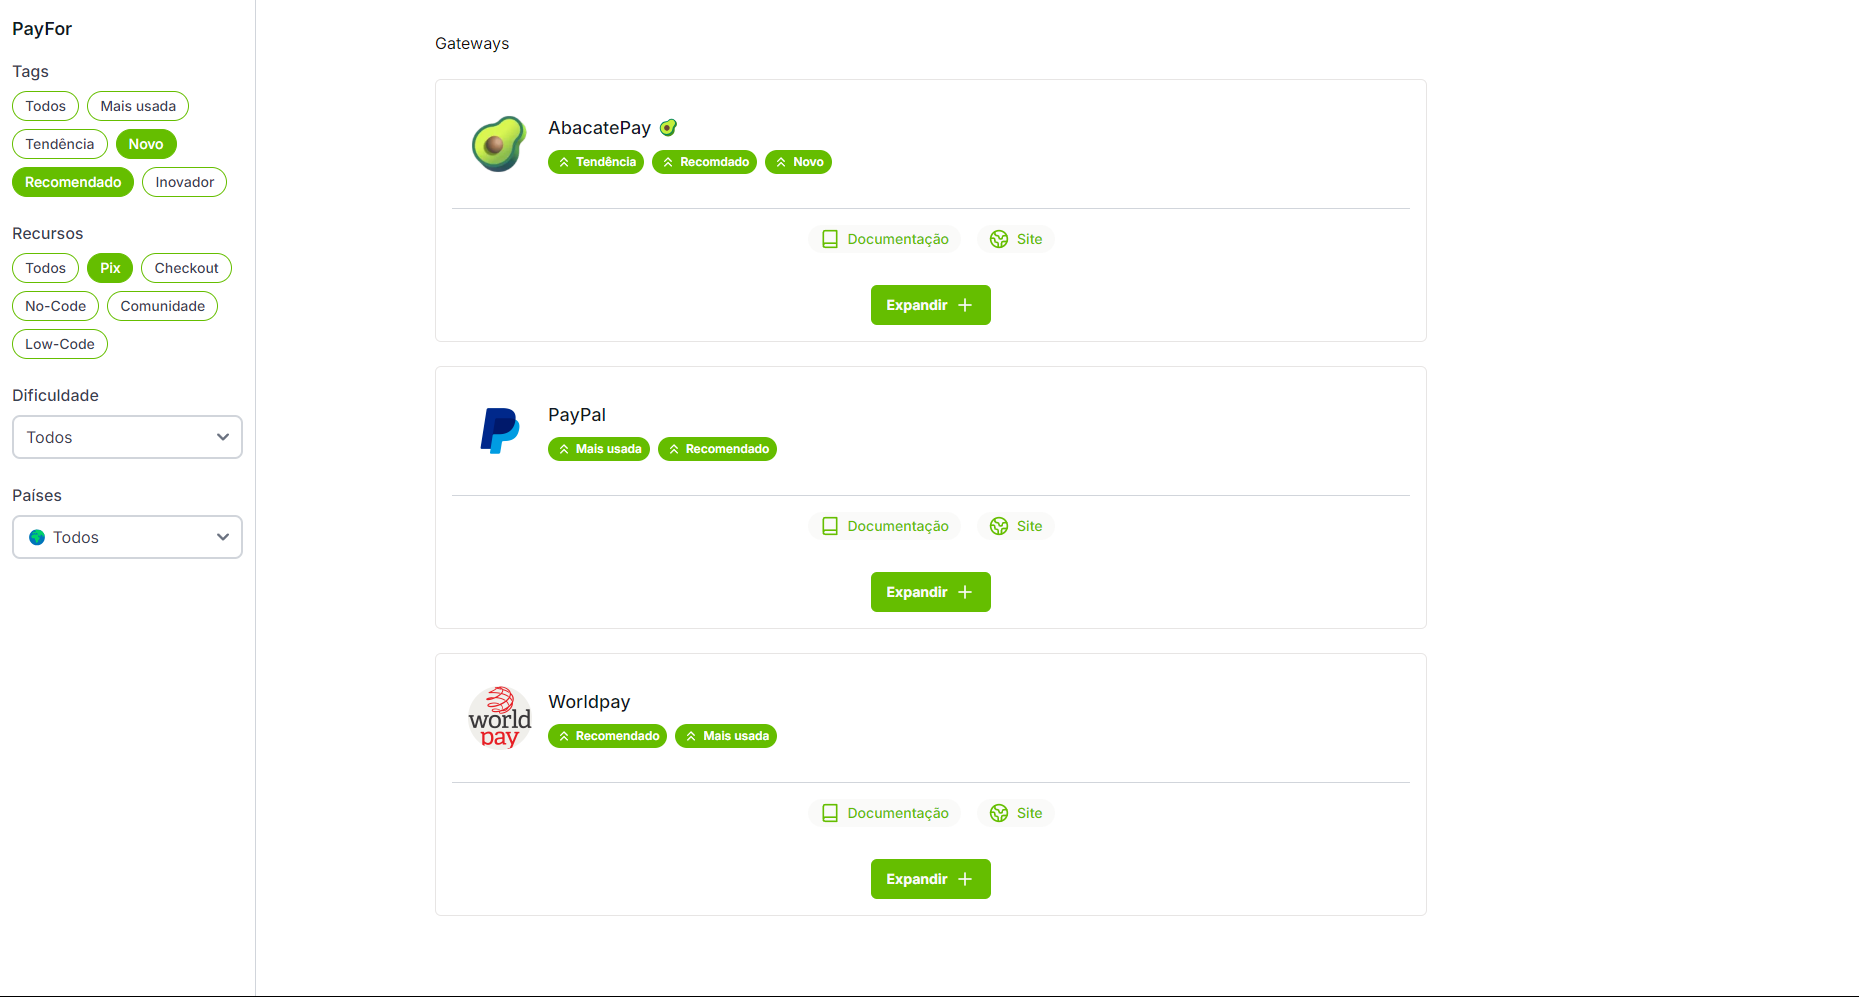 PayFor
Tags
Todos
Mais usada
Tendência
Novo
Recomendado
Inovador
Recursos
Todos
Pix
Checkout
No-Code
Comunidade
Low-Code
Dificuldade
Todos
Países
Todos
Gateways
AbacatePay
Tendência
Recomdado
Novo
Documentação
Site
Expandir
PayPal
Mais usada
Recomendado
Documentação
Site
Expandir
world
pay
Worldpay
Recomendado
Mais usada
Documentação
Site
Expandir